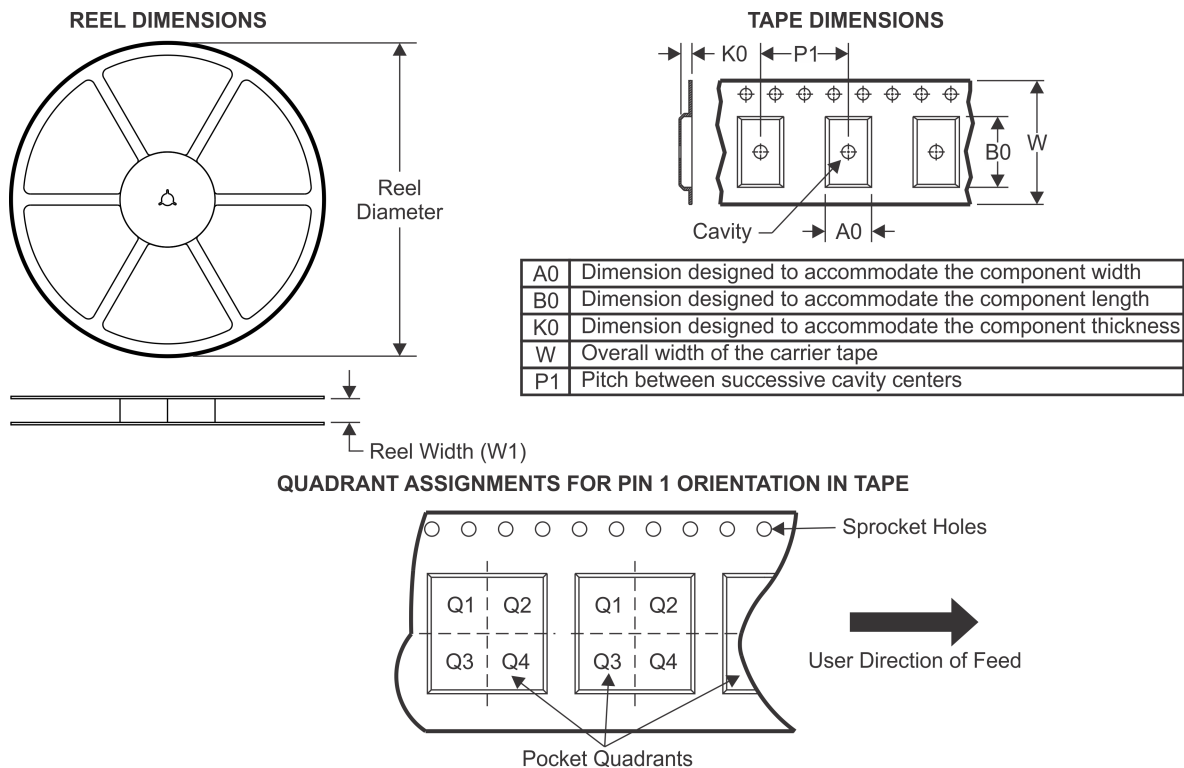 REEL DIMENSIONS
Reel
Diameter
Reel Width (W1)
TAPE DIMENSIONS
K0
P1
B0
W
Cavity
A0
A0 Dimension designed to accommodate the component width
B0 Dimension designed to accommodate the component length
K0 Dimension designed to accommodate the component thickness
W Overall width of the carrier tape
P1 Pitch between successive cavity centers
QUADRANT ASSIGNMENTS FOR PIN 1 ORIENTATION IN TAPE
Sprocket Holes
Q1 Q2 Q1 Q2
Q3 Q4 Q3 Q4
User Direction of Feed
Pocket Quadrants